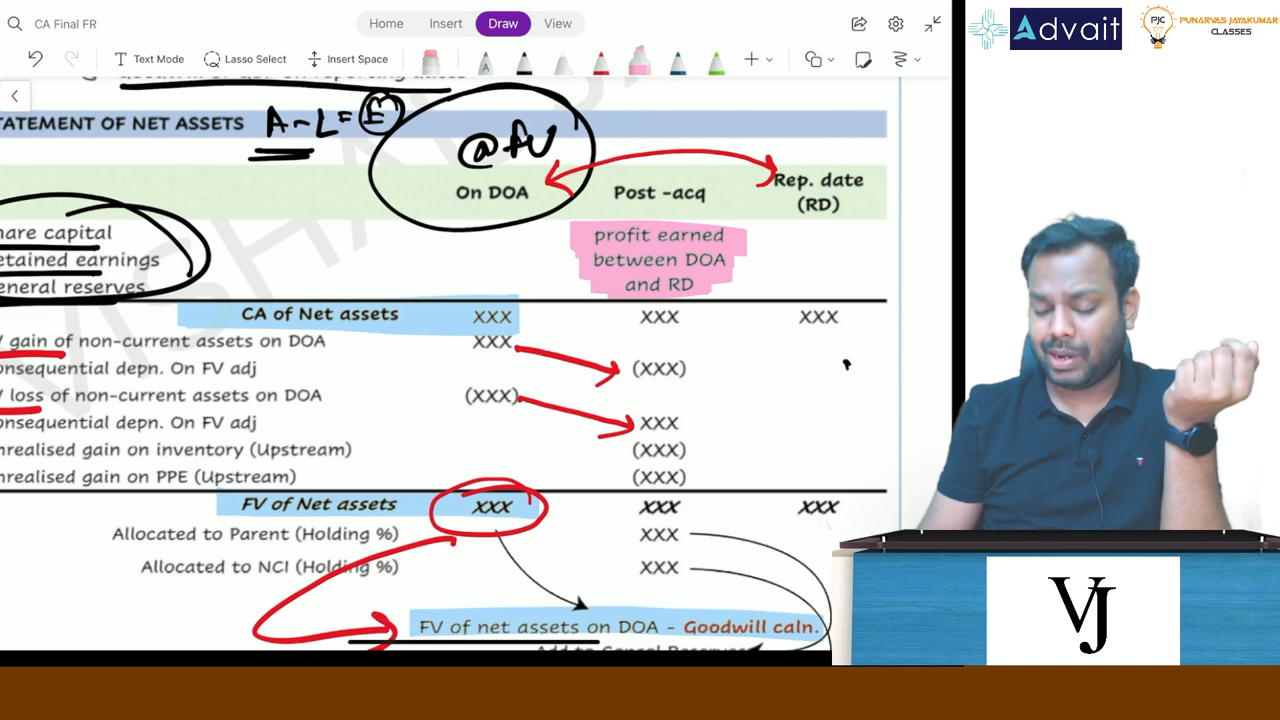 CA Final FR
Home Insert Draw View
Advait
PJC
PUNARVAS JAYAKUMAR
CLASSES
Text Mode Lasso Select Insert Space
TATEMENT OF NET ASSETS A - L = E
@ FV
On DOA Post -acq Rep. date
(RD)
hare capital profit earned
etained earnings between DOA
eneral reserves and RD
CA of Net assets XXX XXX XXX
V gain of non-current assets on DOA XXX
onsequential depn. On FV adj (XXX)
V loss of non-current assets on DOA (XXX)
onsequential depn. On FV adj XXX
nrealised gain on inventory (Upstream) (XXX)
nrealised gain on PPE (Upstream) (XXX)
FV of Net assets XXX XXX XXX
Allocated to Parent (Holding %) XXX
Allocated to NCI (Holding %) XXX
FV of net assets on DOA - Goodwill caln.
VJ